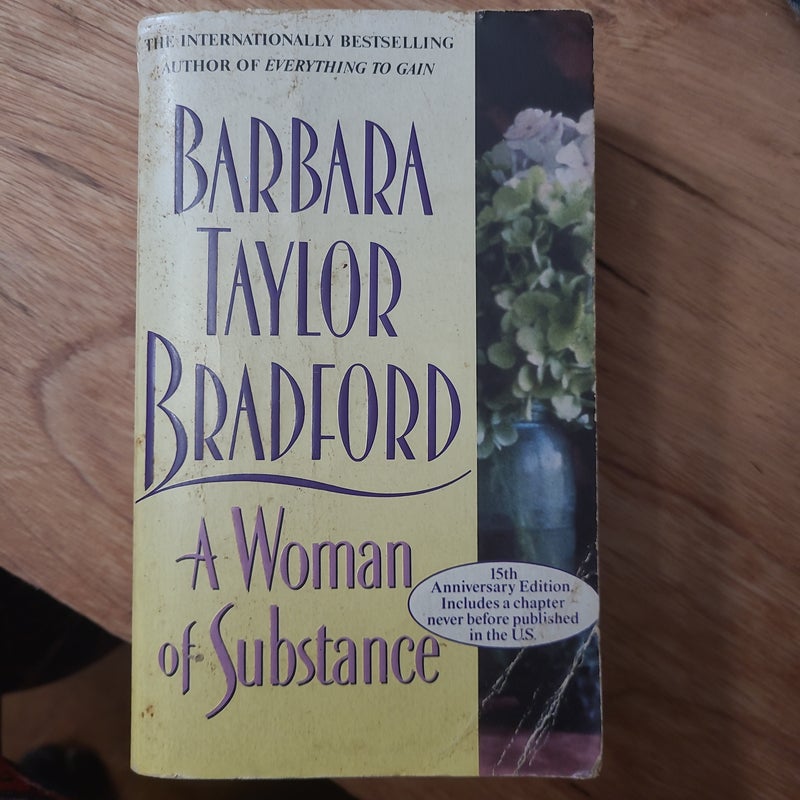 THE INTERNATIONALLY BESTSELLING
AUTHOR OF EVERYTHING TO GAIN
BARBARA
TAYLOR
BRADFORD
A Woman
of Substance
15th
Anniversary Edition.
Includes a chapter
never before published
in the U.S.